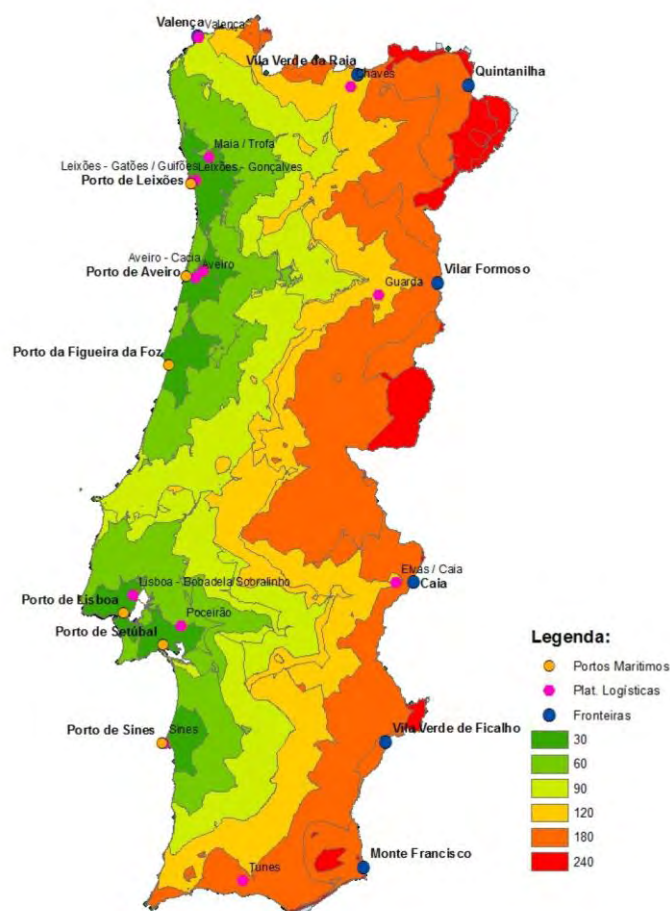 Valença
Valença
Vila Verde da Raia
Chaves
Quintanilha
Maia / Trofa
Leixões - Gatões / Guifões
Leixões - Gonçalves
Porto de Leixões
Aveiro - Cacia
Aveiro
Porto de Aveiro
Vilar Formoso
Guarda
Porto da Figueira da Foz
Elvas / Caia
Caia
Lisboa - Bobadela/Sobralinho
Porto de Lisboa
Poceirão
Porto de Setúbal
Legenda:
Portos Maritimos
Plat. Logísticas
Fronteiras
30
60
90
120
180
240
Porto de Sines
Sines
Vila Verde de Ficalho
Monte Francisco
Tunes